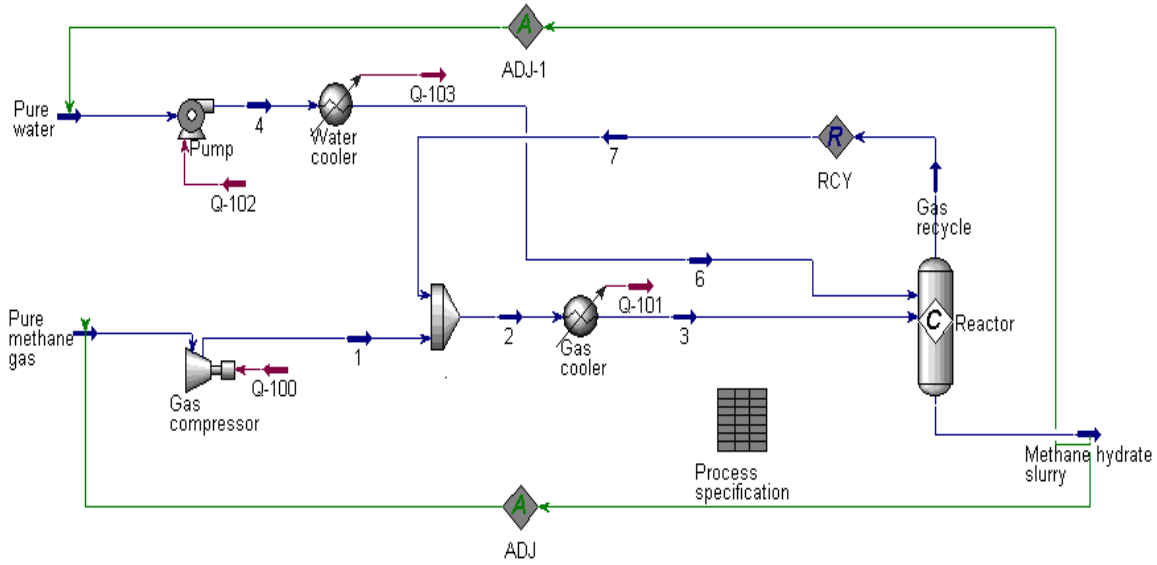 A
ADJ-1
Q-103
Pure
water
4
Water
cooler
Pump
Q-102
7
R
RCY
Gas
recycle
6
Q-101
Pure
methane
gas
1
2
Gas
cooler
3
C
Reactor
Q-100
Gas
compressor
Process
specification
Methane hydrate
slurry
A
ADJ